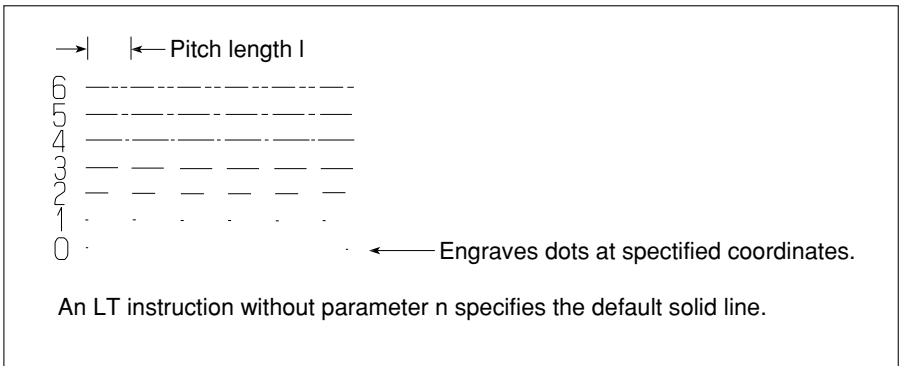 Pitch length l
6
5
4
3
2
1
0
Engraves dots at spectified coordinates.
An LT instruction without parameter n specifies the default solid line.